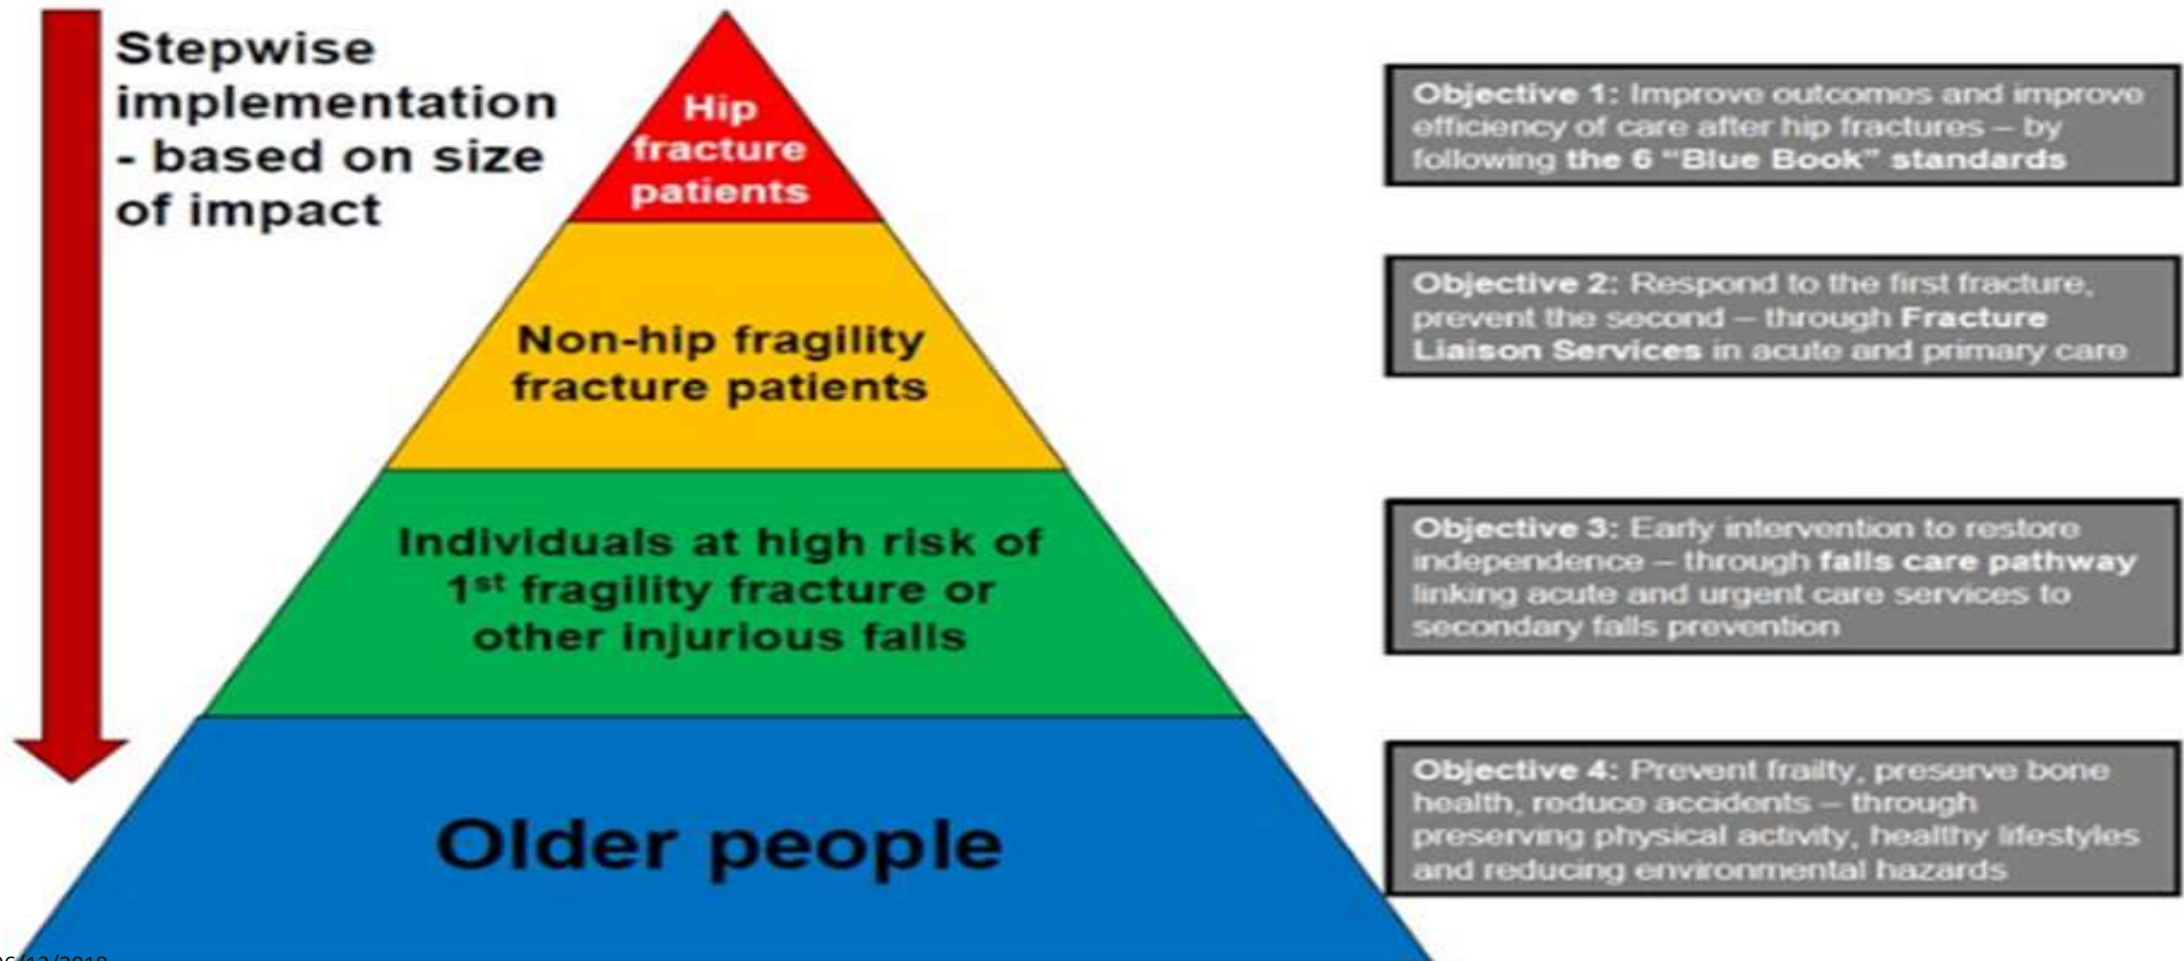 Stepwise
implementation
- based on size
of impact
Hip
fracture
patients
Non-hip fragility
fracture patients
Individuals at high risk of
1st fragility fracture or
other injurious falls
Older people
Objective 1: Improve outcomes and improve
efficiency of care after hip fractures – by
following the 6 “Blue Book” standards
Objective 2: Respond to the first fracture,
prevent the second – through Fracture
Liaison Services in acute and primary care
Objective 3: Early intervention to restore
independence – through falls care pathway
linking acute and urgent care services to
secondary falls prevention
Objective 4: Prevent frailty, preserve bone
health, reduce accidents – through
preserving physical activity, healthy lifestyles
and reducing environmental hazards